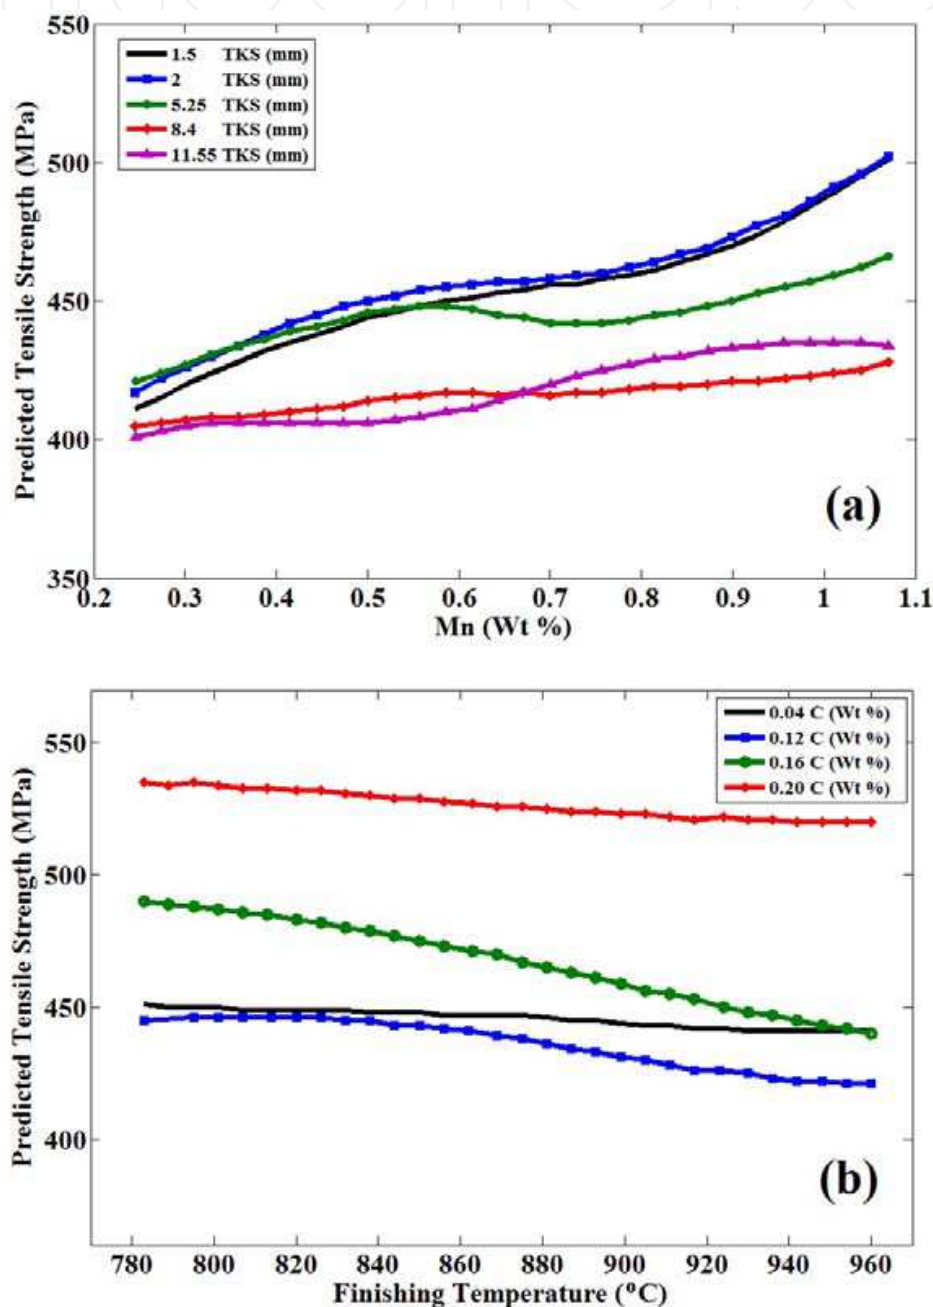 550
500
450
400
350
Predicted Tensile Strength (MPa)
1.5 TKS (mm)
2 TKS (mm)
5.25 TKS (mm)
8.4 TKS (mm)
11.55 TKS (mm)
(a)
0.2 0.3 0.4 0.5 0.6 0.7 0.8 0.9 1 1.1
Mn (Wt %)
550
500
450
400
Predicted Tensile Strength (MPa)
0.04 C (Wt %)
0.12 C (Wt %)
0.16 C (Wt %)
0.20 C (Wt %)
(b)
780 800 820 840 860 880 900 920 940 960
Finishing Temperature (°C)